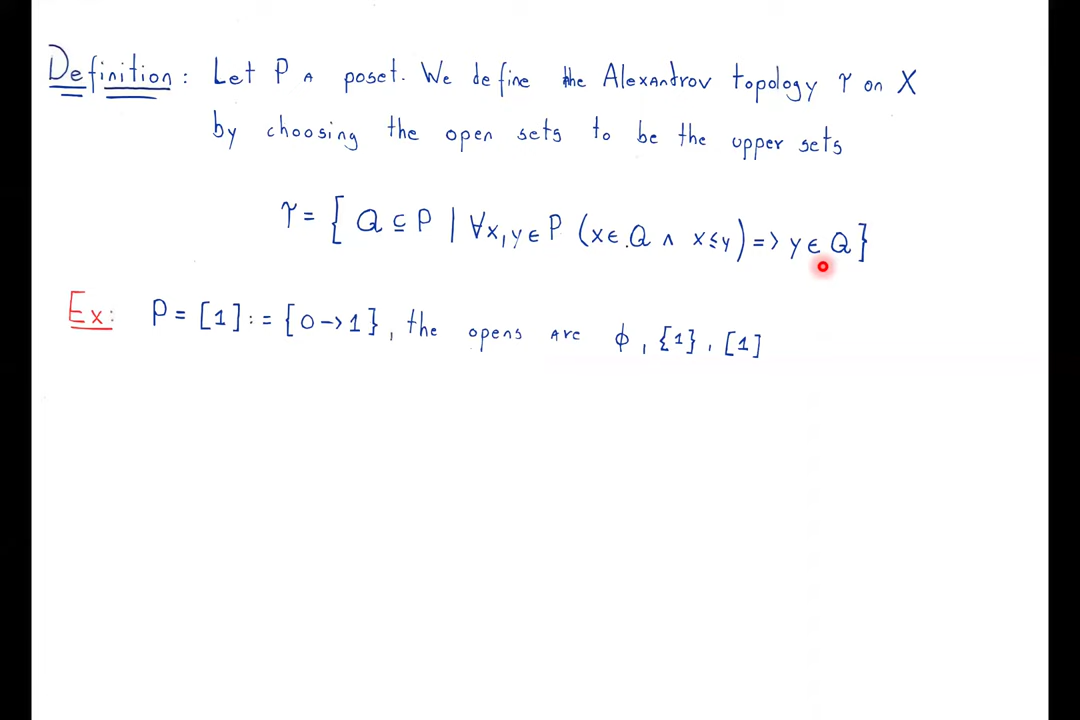 Definition: Let P A poset. We define the Alexandrov topology τ on X
by choosing the open sets to be the upper sets
τ = { Q ⊆ P | ∀x,y ∈ P (x ∈ Q ∧ x ≤ y) => y ∈ Q }
Ex: P = [1] := { 0 -> 1 }, the opens are ϕ, {1}, [1]